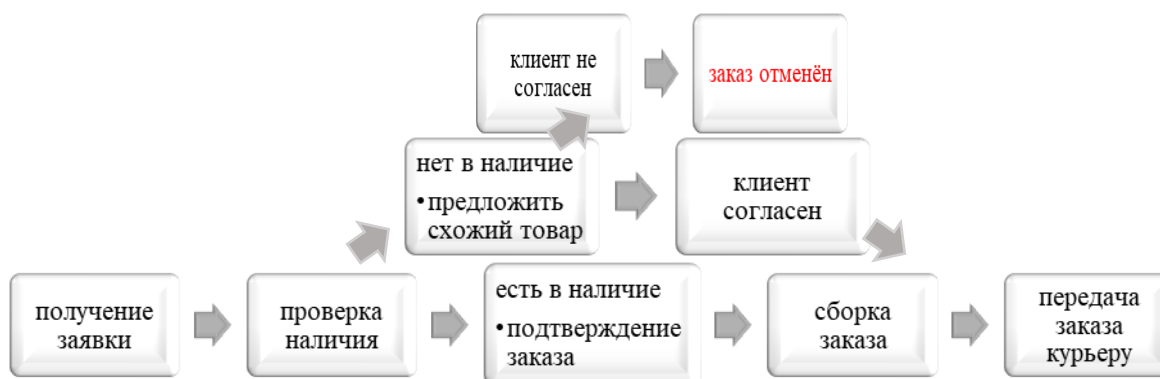 клиент не
согласен
заказ отменён
нет в наличие
•предложить
схожий товар
клиент
согласен
получение
заявки
проверка
наличия
есть в наличие
•подтверждение
заказа
сборка
заказа
передача
заказа
курьеру